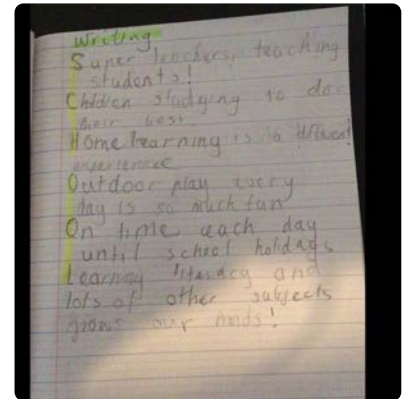 Writing
Super teachers, teaching
students!
Children studying to do
their best
Home learning is a different
experience
Outdoor play every
day is so much fun
On time each day
until school holidays
Learning literacy and
lots of other subjects
grows our minds!